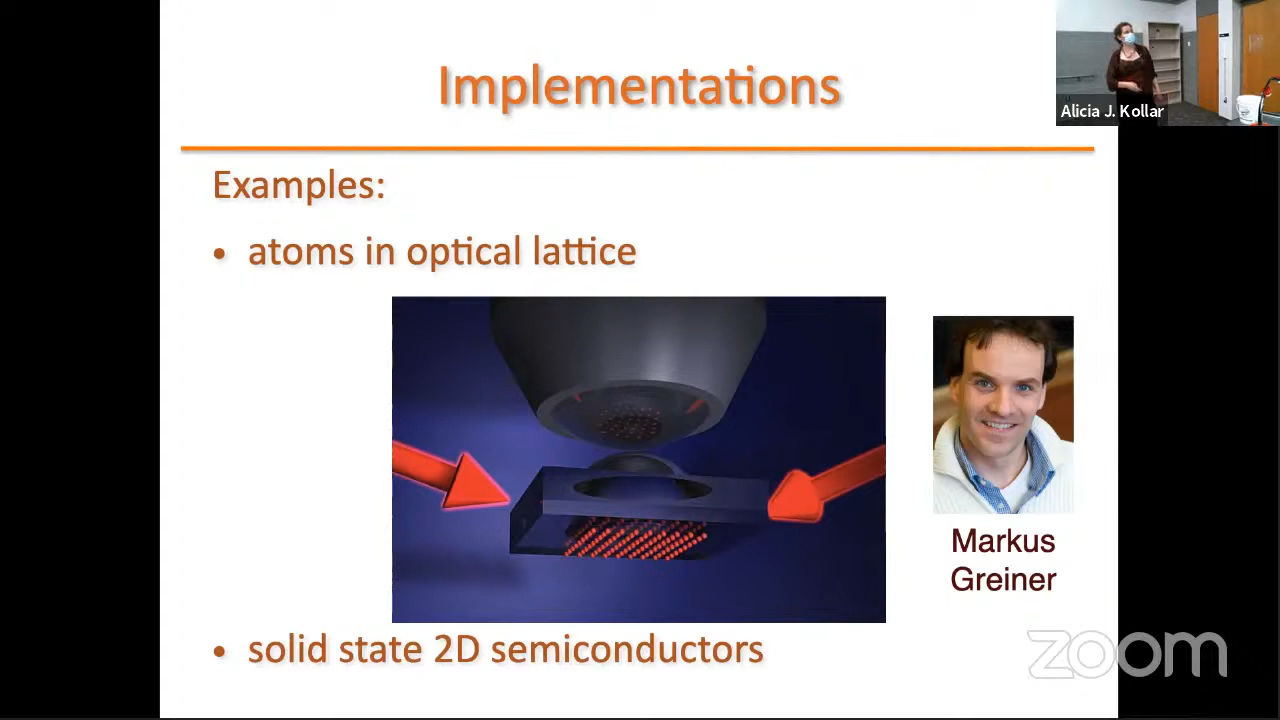 Implementations
Alicia J. Kollar
Examples:
• atoms in optical lattice
Markus
Greiner
• solid state 2D semiconductors
zoom